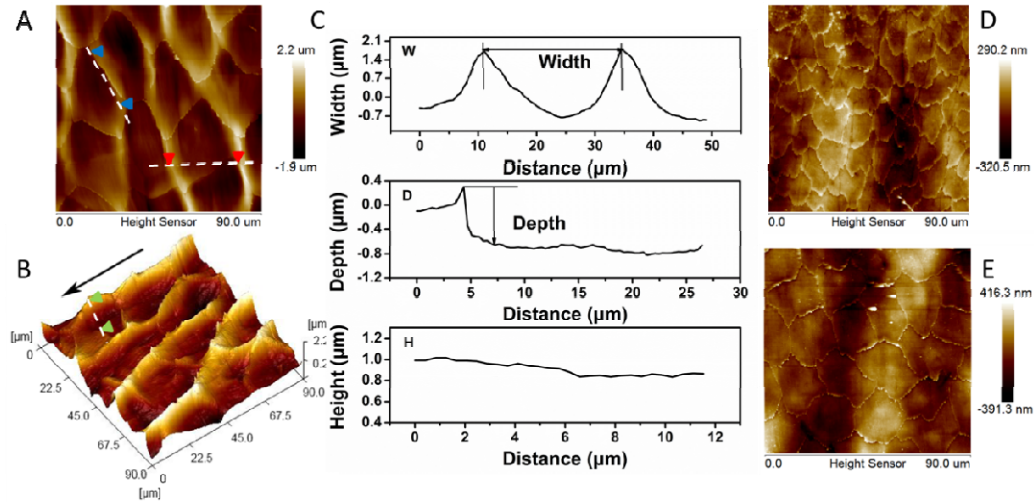 A
2.2 um
-1.9 um
0.0 Height Sensor 90.0 um
B
[µm]
0
22.5
45.0
67.5
90.0
[µm]
0
22.5
45.0
67.5
90.0
[µm
2.2
0.2
C
W
Width (µm)
2.1
1.4
0.7
0.0
-0.7
Width
0 10 20 30 40 50
Distance (µm)
D
Depth (µm)
0.4
0.0
-0.4
-0.8
-1.2
Depth
0 5 10 15 20 25 30
Distance (µm)
H
Height (µm)
1.2
1.0
0.8
0.6
0.4
0 2 4 6 8 10 12
Distance (µm)
D
290.2 nm
-320.5 nm
0.0 Height Sensor 90.0 um
E
416.3 nm
-391.3 nm
0.0 Height Sensor 90.0 um